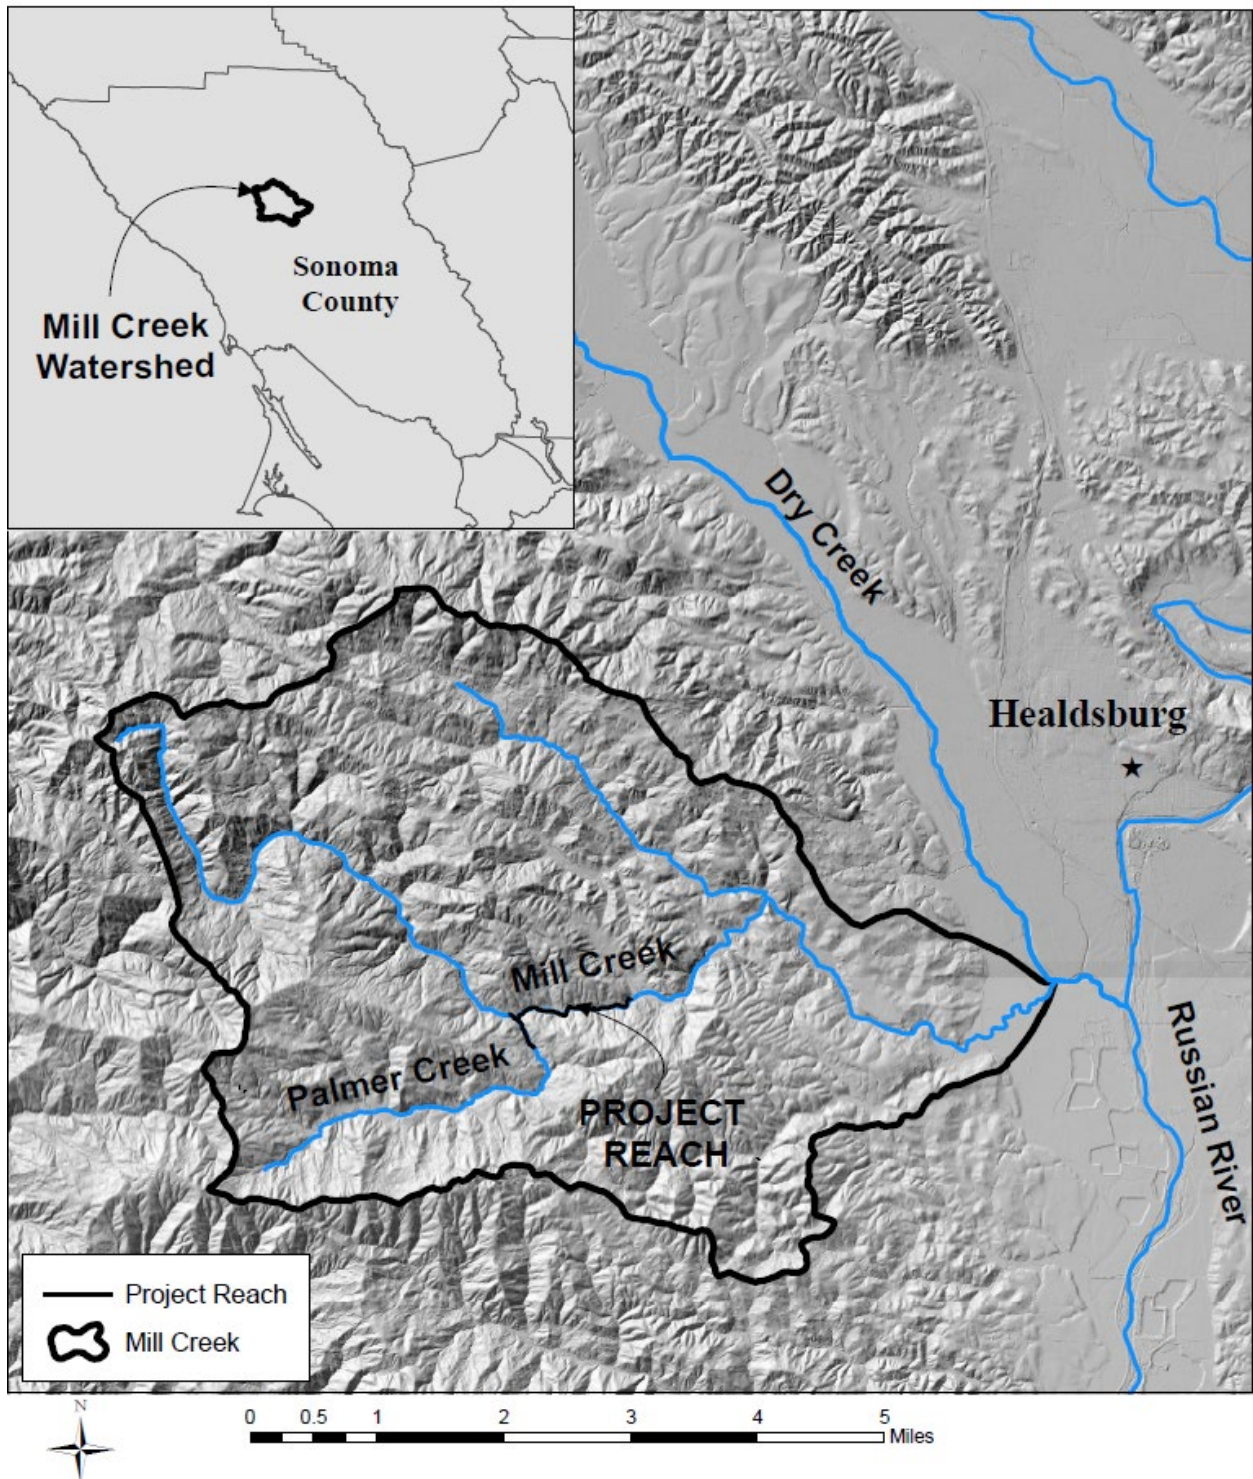 Sonoma
County
Mill Creek
Watershed
Dry Creek
Healdsburg
Mill Creek
Palmer Creek
PROJECT
REACH
Russian River
Project Reach
Mill Creek
N
0 0.5 1 2 3 4 5
Miles